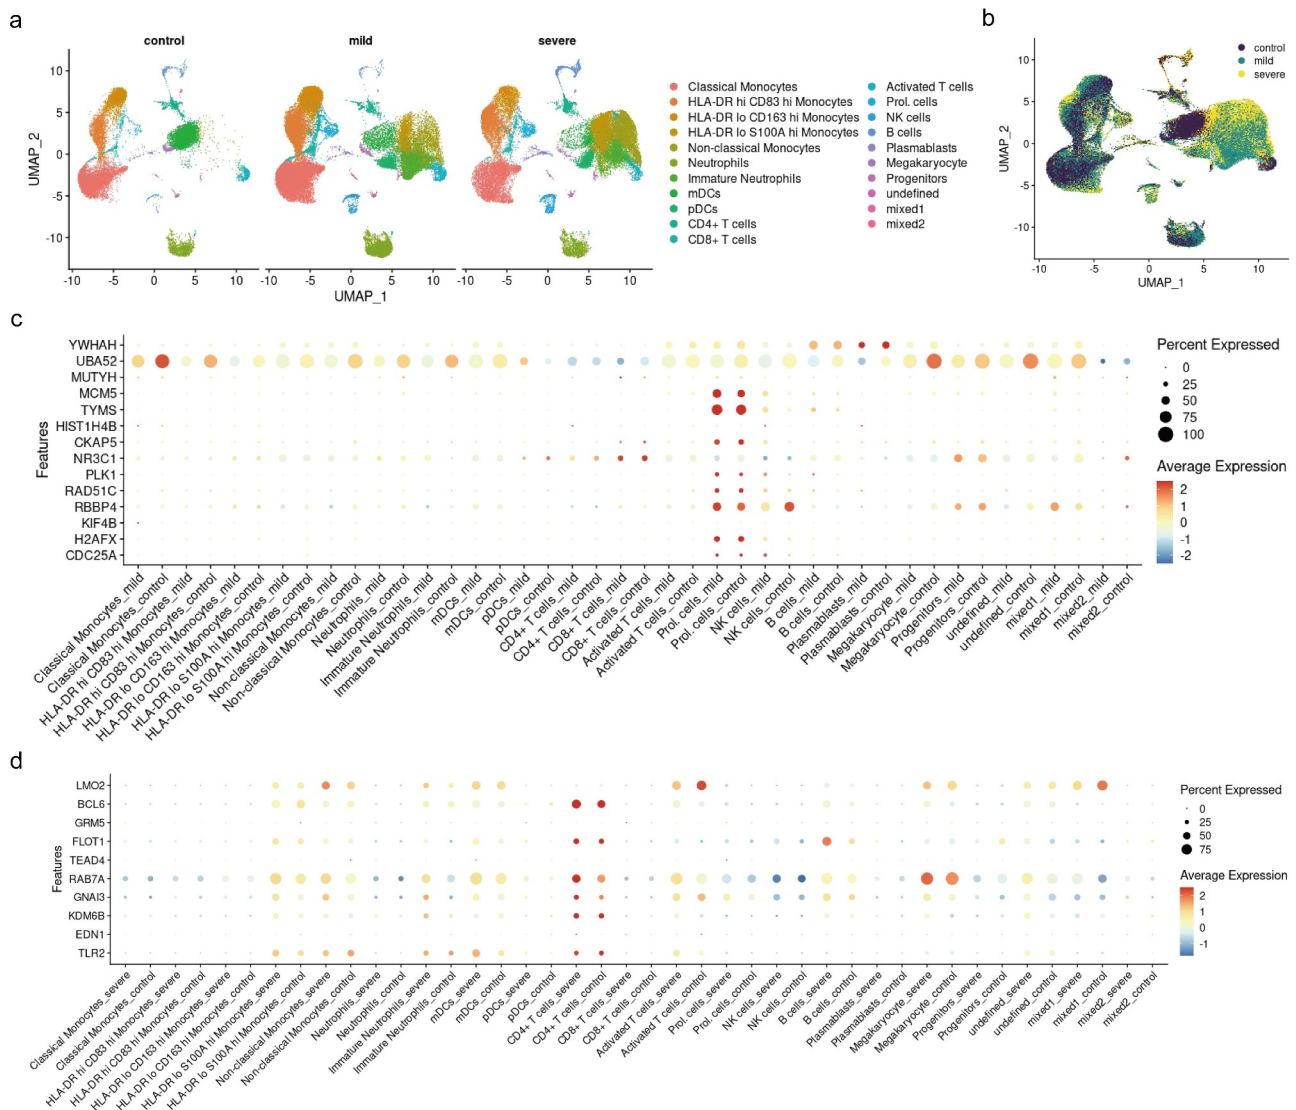 a
control
mild
severe
UMAP_2
10
5
0
-5
-10
-10
-5
0
5
10
-10
-5
0
5
10
-10
-5
0
5
10
UMAP_1
Classical Monocytes
HLA-DR hi CD83 hi Monocytes
HLA-DR lo CD163 hi Monocytes
HLA-DR lo S100A hi Monocytes
Non-classical Monocytes
Neutrophils
Immature Neutrophils
mDCs
pDCs
CD4+ T cells
CD8+ T cells
Activated T cells
Prol. cells
NK cells
B cells
Plasmablasts
Megakaryocyte
Progenitors
undefined
mixed1
mixed2
b
UMAP_2
10
5
0
-5
-10
-10
-5
0
5
10
UMAP_1
control
mild
severe
c
Features
YWHAH
UBA52
MUTYH
MCM5
TYMS
HIST1H4B
CKAP5
NR3C1
PLK1
RAD51C
RBBP4
KIF4B
H2AFX
CDC25A
Classical Monocytes_mild
Classical Monocytes_control
HLA-DR hi CD83 hi Monocytes_mild
HLA-DR hi CD83 hi Monocytes_control
HLA-DR lo CD163 hi Monocytes_mild
HLA-DR lo CD163 hi Monocytes_control
HLA-DR lo S100A hi Monocytes_mild
HLA-DR lo S100A hi Monocytes_control
Non-classical Monocytes_mild
Non-classical Monocytes_control
Neutrophils_mild
Neutrophils_control
Immature Neutrophils_mild
Immature Neutrophils_control
mDCs_mild
mDCs_control
pDCs_mild
pDCs_control
CD4+ T cells_mild
CD4+ T cells_control
CD8+ T cells_mild
CD8+ T cells_control
Activated T cells_mild
Activated T cells_control
Prol. cells_mild
Prol. cells_control
NK cells_mild
NK cells_control
B cells_mild
B cells_control
Plasmablasts_mild
Plasmablasts_control
Megakaryocyte_mild
Megakaryocyte_control
Progenitors_mild
Progenitors_control
undefined_mild
undefined_control
mixed1_mild
mixed1_control
mixed2_mild
mixed2_control
Percent Expressed
0
25
50
75
100
Average Expression
2
1
0
-1
-2
d
Features
LMO2
BCL6
GRM5
FLOT1
TEAD4
RAB7A
GNAI3
KDM6B
EDN1
TLR2
Classical Monocytes_severe
Classical Monocytes_control
HLA-DR hi CD83 hi Monocytes_severe
HLA-DR hi CD83 hi Monocytes_control
HLA-DR lo CD163 hi Monocytes_severe
HLA-DR lo CD163 hi Monocytes_control
HLA-DR lo S100A hi Monocytes_severe
HLA-DR lo S100A hi Monocytes_control
Non-classical Monocytes_severe
Non-classical Monocytes_control
Neutrophils_severe
Neutrophils_control
Immature Neutrophils_severe
Immature Neutrophils_control
mDCs_severe
mDCs_control
pDCs_severe
pDCs_control
CD4+ T cells_severe
CD4+ T cells_control
CD8+ T cells_severe
CD8+ T cells_control
Activated T cells_severe
Activated T cells_control
Prol. cells_severe
Prol. cells_control
NK cells_severe
NK cells_control
B cells_severe
B cells_control
Plasmablasts_severe
Plasmablasts_control
Megakaryocyte_severe
Megakaryocyte_control
Progenitors_severe
Progenitors_control
undefined_severe
undefined_control
mixed1_severe
mixed1_control
mixed2_severe
mixed2_control
Percent Expressed
0
25
50
75
Average Expression
2
1
0
-1